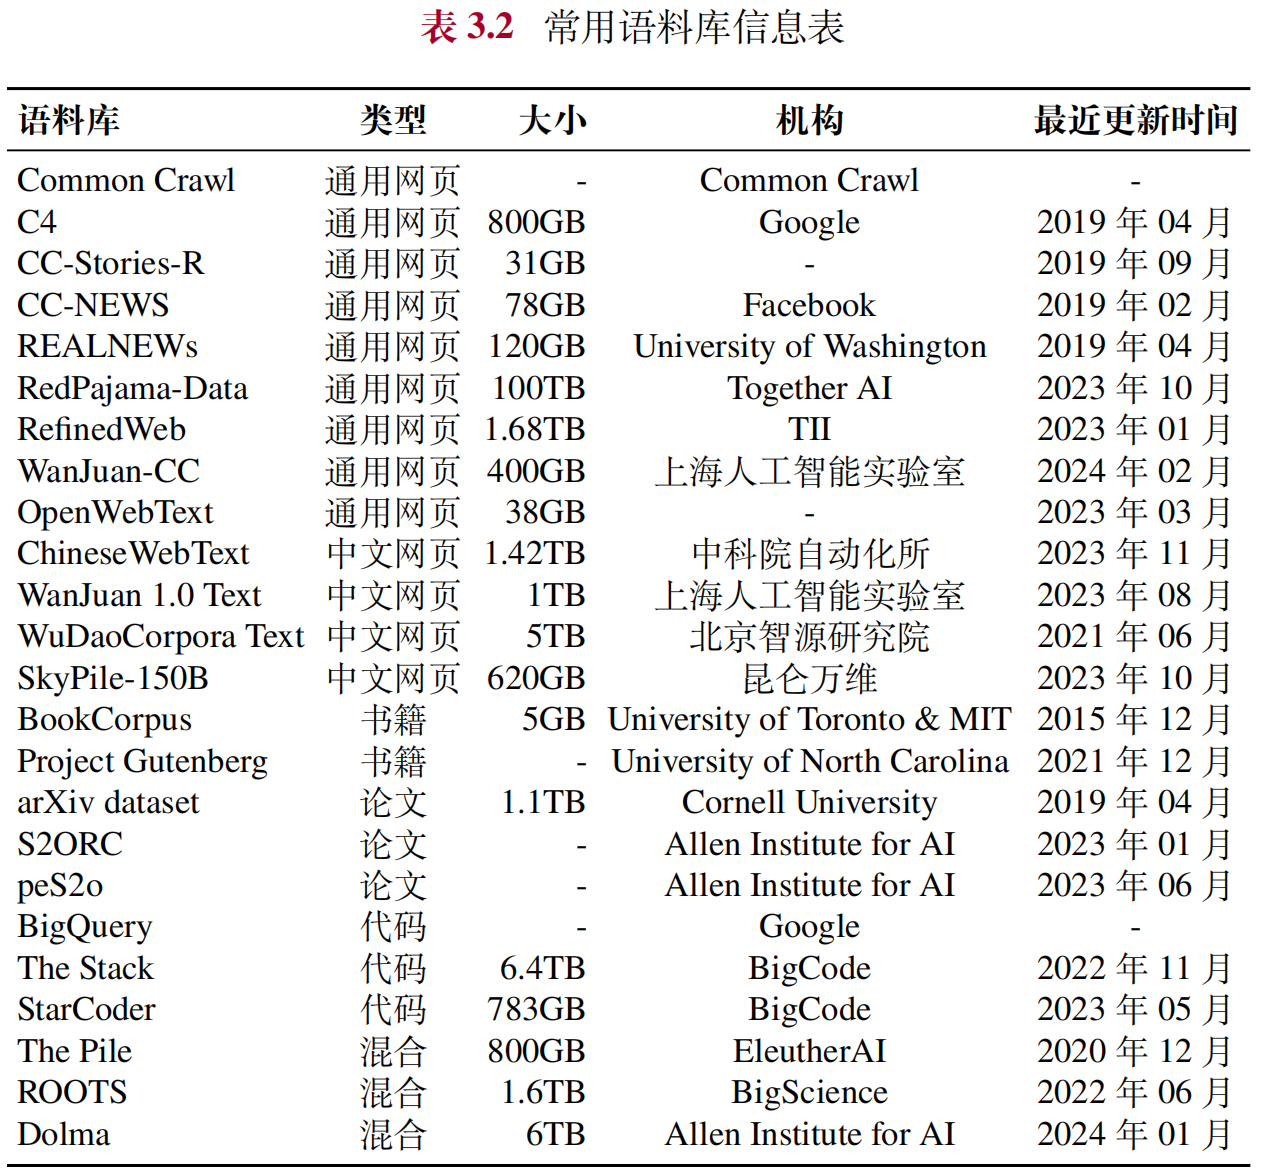 表 3.2 常用语料库信息表
语料库 类型 大小 机构 最近更新时间
Common Crawl 通用网页 - Common Crawl -
C4 通用网页 800GB Google 2019 年 04 月
CC-Stories-R 通用网页 31GB - 2019 年 09 月
CC-NEWS 通用网页 78GB Facebook 2019 年 02 月
REALNEWs 通用网页 120GB University of Washington 2019 年 04 月
RedPajama-Data 通用网页 100TB Together AI 2023 年 10 月
RefinedWeb 通用网页 1.68TB TII 2023 年 01 月
WanJuan-CC 通用网页 400GB 上海人工智能实验室 2024 年 02 月
OpenWebText 通用网页 38GB - 2023 年 03 月
ChineseWebText 中文网页 1.42TB 中科院自动化所 2023 年 11 月
WanJuan 1.0 Text 中文网页 1TB 上海人工智能实验室 2023 年 08 月
WuDaoCorpora Text 中文网页 5TB 北京智源研究院 2021 年 06 月
SkyPile-150B 中文网页 620GB 昆仑万维 2023 年 10 月
BookCorpus 书籍 5GB University of Toronto & MIT 2015 年 12 月
Project Gutenberg 书籍 - University of North Carolina 2021 年 12 月
arXiv dataset 论文 1.1TB Cornell University 2019 年 04 月
S2ORC 论文 - Allen Institute for AI 2023 年 01 月
peS2o 论文 - Allen Institute for AI 2023 年 06 月
BigQuery 代码 - Google -
The Stack 代码 6.4TB BigCode 2022 年 11 月
StarCoder 代码 783GB BigCode 2023 年 05 月
The Pile 混合 800GB EleutherAI 2020 年 12 月
ROOTS 混合 1.6TB BigScience 2022 年 06 月
Dolma 混合 6TB Allen Institute for AI 2024 年 01 月